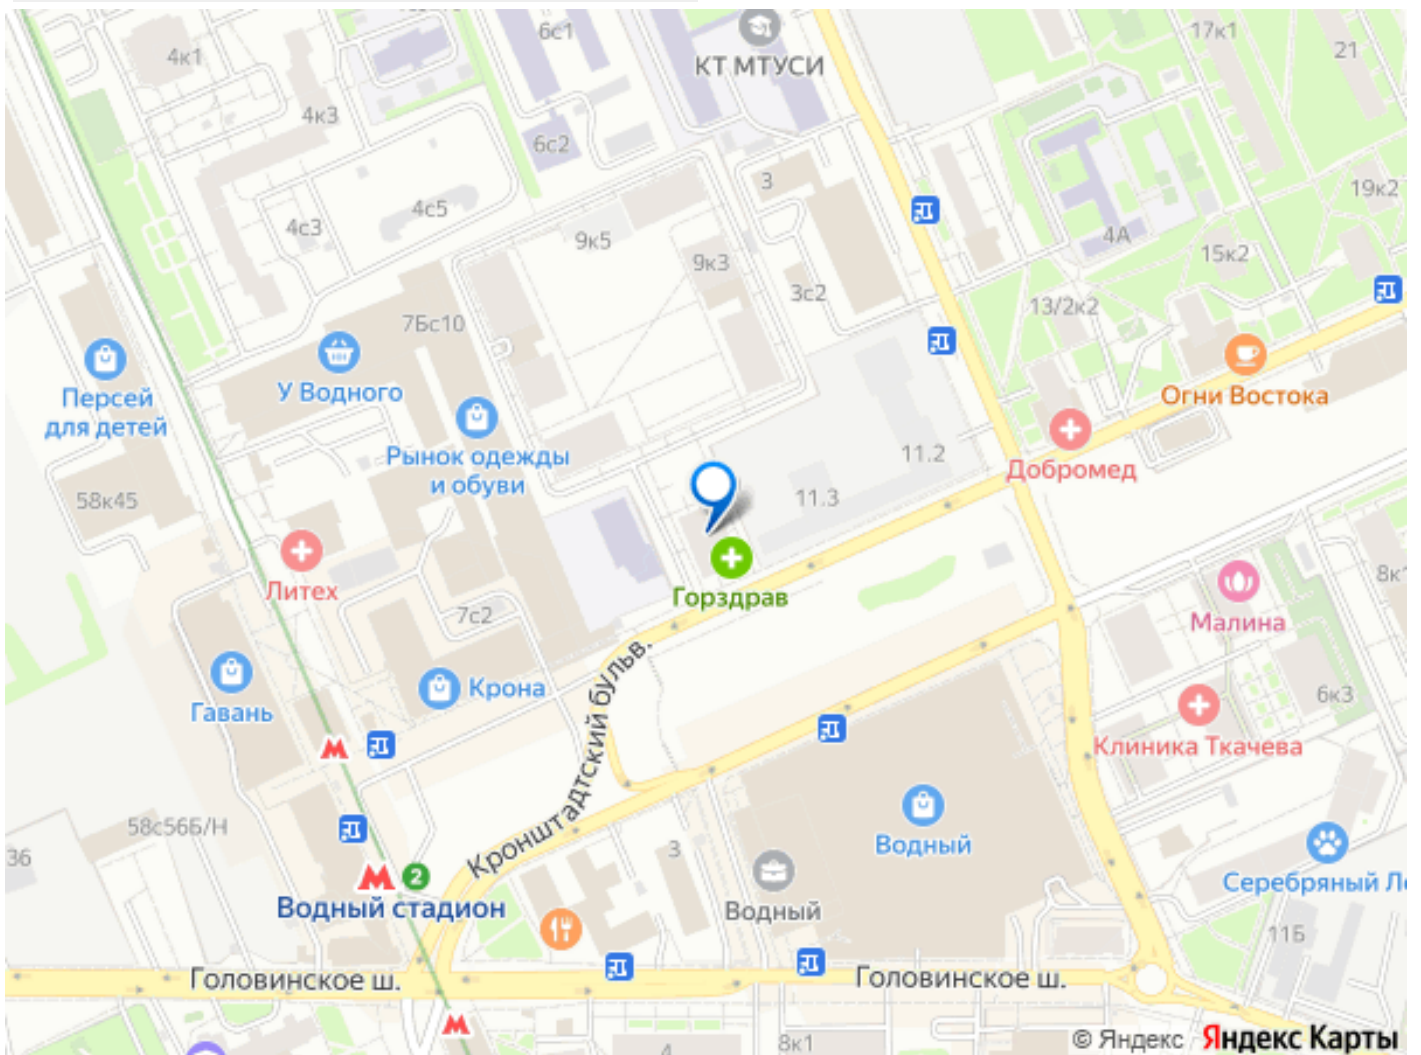 6с1
17к1
21
4к1
КТ МТУСИ
4к3
6с2
3
19к2
4с5
4с3
4А
9к5
15к2
9к3
3с2
13/2к2
7Бс10
У Водного
Персей
для детей
Огни Востока
Рынок одежды
и обуви
11.2
Добромед
58к45
11.3
Литех
8к1
Горздрав
7с2
Малина
Крона
6к3
Гавань
Клиника Ткачева
Кронштадтский бульв.
58с56Б/Н
36
3
Водный
2
Серебряный Ле
Водный стадион
Водный
11Б
Головинское ш.
Головинское ш.
4
8к1
© Яндекс Яндекс Карты